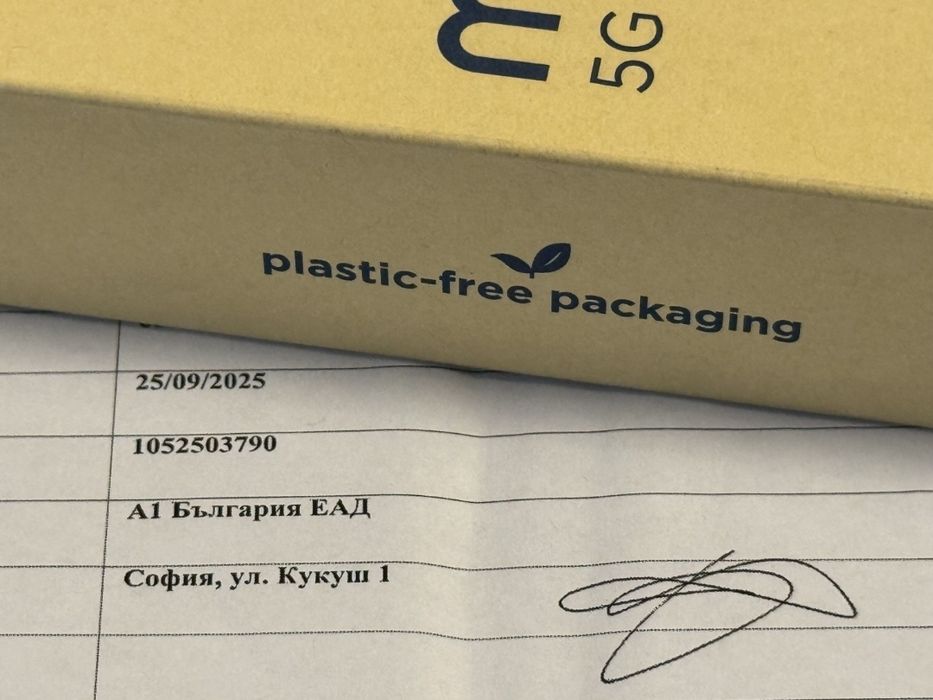 5G
plastic-free packaging
25/09/2025
1052503790
А1 България ЕАД
София, ул. Кукуш 1